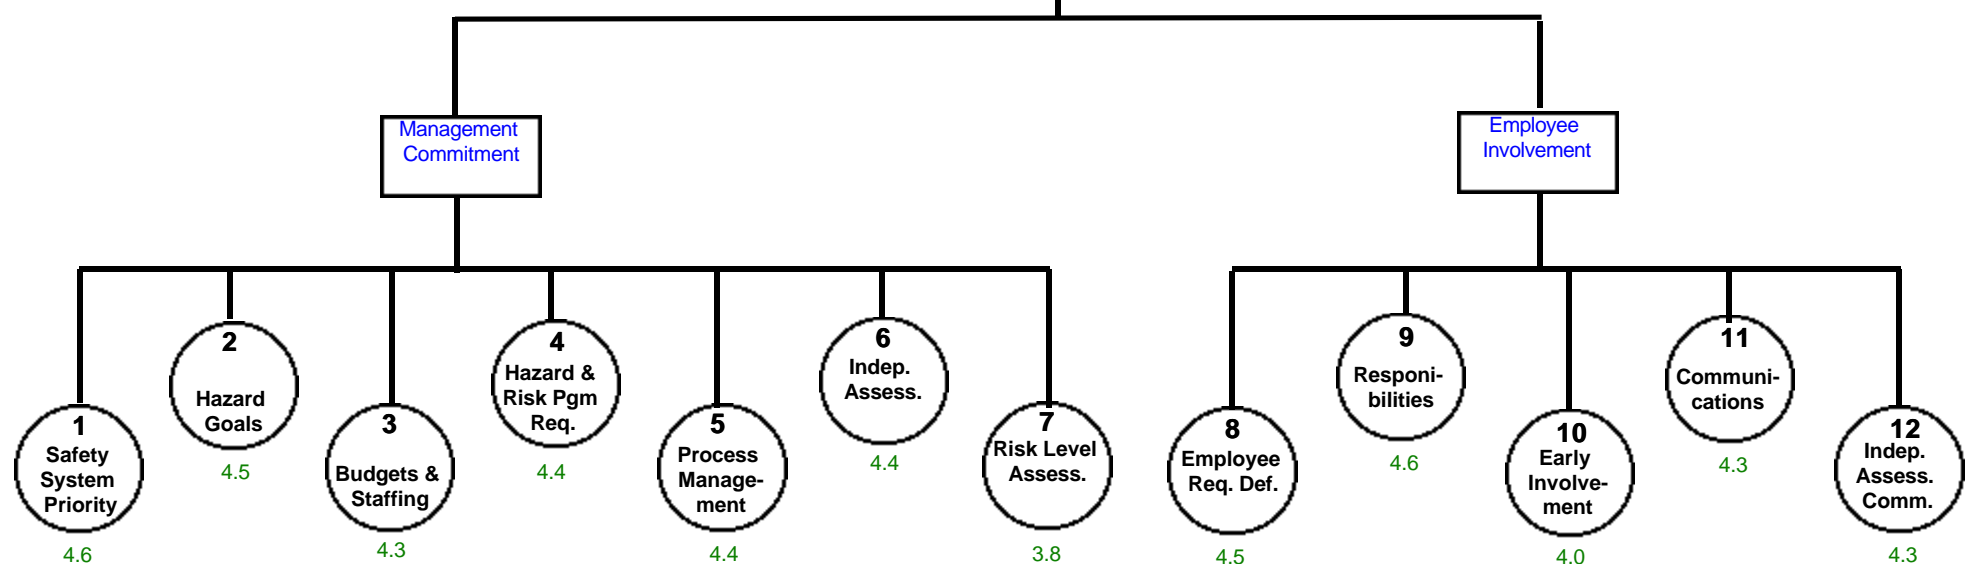 Management
Commitment
Employee
Involvement
1
Safety
System
Priority
4.6
2
Hazard
Goals
4.5
3
Budgets &
Staffing
4.3
4
Hazard &
Risk Pgm
Req.
4.4
5
Process
Manage-
ment
4.4
6
Indep.
Assess.
4.4
7
Risk Level
Assess.
3.8
8
Employee
Req. Def.
4.5
9
Responi-
bilities
4.6
10
Early
Involve-
ment
4.0
11
Communi-
cations
4.3
12
Indep.
Assess.
Comm.
4.3